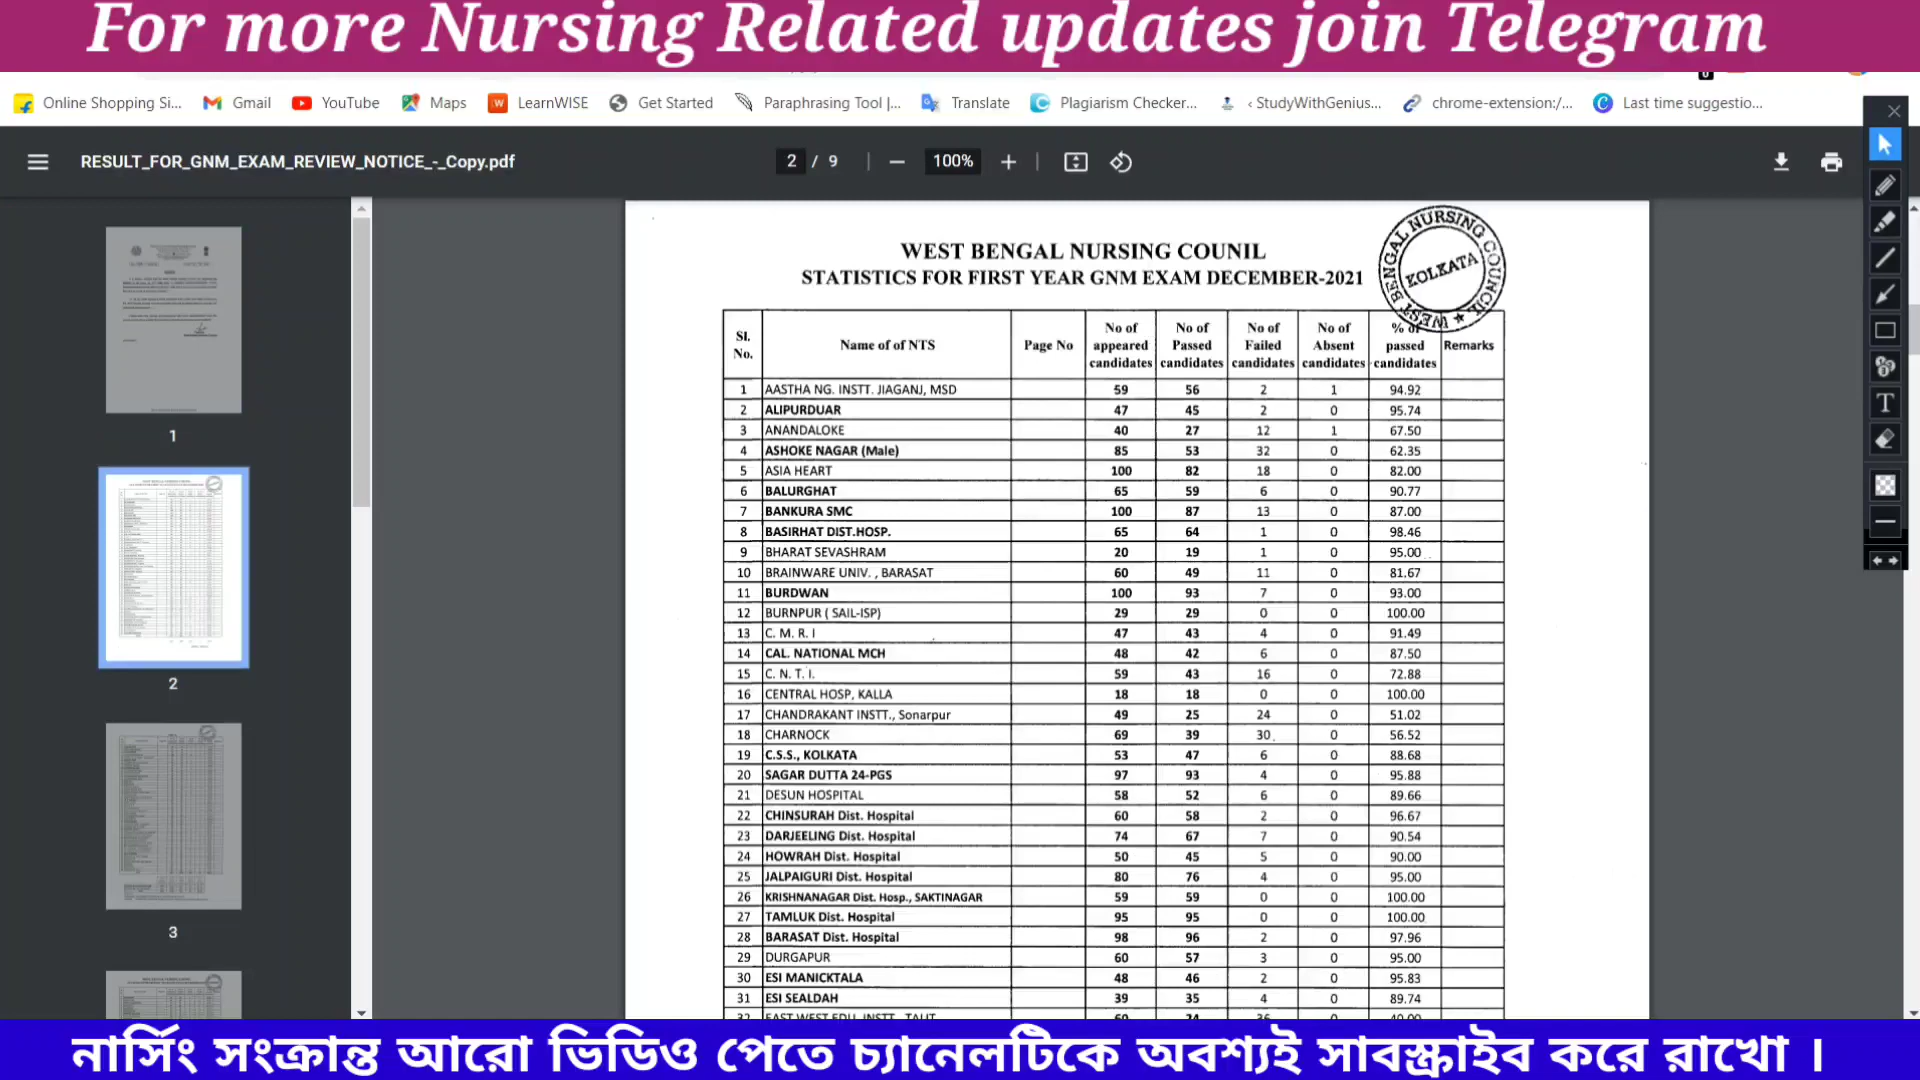 For more Nursing Related updates join Telegram
Online Shopping Si... Gmail YouTube Maps LearnWISE Get Started Paraphrasing Tool |... Translate Plagiarism Checker... ‹ StudyWithGenius... chrome-extension:/... Last time suggestio...
RESULT_FOR_GNM_EXAM_REVIEW_NOTICE_-_Copy.pdf 2 / 9 100%
1
2
3
WEST BENGAL NURSING COUNCIL KOLKATA
WEST BENGAL NURSING COUNIL
STATISTICS FOR FIRST YEAR GNM EXAM DECEMBER-2021
Sl. No. Name of of NTS Page No No of appeared candidates No of Passed candidates No of Failed candidates No of Absent candidates % of passed candidates Remarks
1 AASTHA NG. INSTT. JIAGANJ, MSD 59 56 2 1 94.92
2 ALIPURDUAR 47 45 2 0 95.74
3 ANANDALOKE 40 27 12 1 67.50
4 ASHOKE NAGAR (Male) 85 53 32 0 62.35
5 ASIA HEART 100 82 18 0 82.00
6 BALURGHAT 65 59 6 0 90.77
7 BANKURA SMC 100 87 13 0 87.00
8 BASIRHAT DIST.HOSP. 65 64 1 0 98.46
9 BHARAT SEVASHRAM 20 19 1 0 95.00
10 BRAINWARE UNIV. , BARASAT 60 49 11 0 81.67
11 BURDWAN 100 93 7 0 93.00
12 BURNPUR ( SAIL-ISP) 29 29 0 0 100.00
13 C. M. R. I 47 43 4 0 91.49
14 CAL. NATIONAL MCH 48 42 6 0 87.50
15 C. N. T. I. 59 43 16 0 72.88
16 CENTRAL HOSP, KALLA 18 18 0 0 100.00
17 CHANDRAKANT INSTT., Sonarpur 49 25 24 0 51.02
18 CHARNOCK 69 39 30 0 56.52
19 C.S.S., KOLKATA 53 47 6 0 88.68
20 SAGAR DUTTA 24-PGS 97 93 4 0 95.88
21 DESUN HOSPITAL 58 52 6 0 89.66
22 CHINSURAH Dist. Hospital 60 58 2 0 96.67
23 DARJEELING Dist. Hospital 74 67 7 0 90.54
24 HOWRAH Dist. Hospital 50 45 5 0 90.00
25 JALPAIGURI Dist. Hospital 80 76 4 0 95.00
26 KRISHNANAGAR Dist. Hosp., SAKTINAGAR 59 59 0 0 100.00
27 TAMLUK Dist. Hospital 95 95 0 0 100.00
28 BARASAT Dist. Hospital 98 96 2 0 97.96
29 DURGAPUR 60 57 3 0 95.00
30 ESI MANICKTALA 48 46 2 0 95.83
31 ESI SEALDAH 39 35 4 0 89.74
নার্সিং সংক্রান্ত আরো ভিডিও পেতে চ্যানেলটিকে অবশ্যই সাবস্ক্রাইব করে রাখো ।